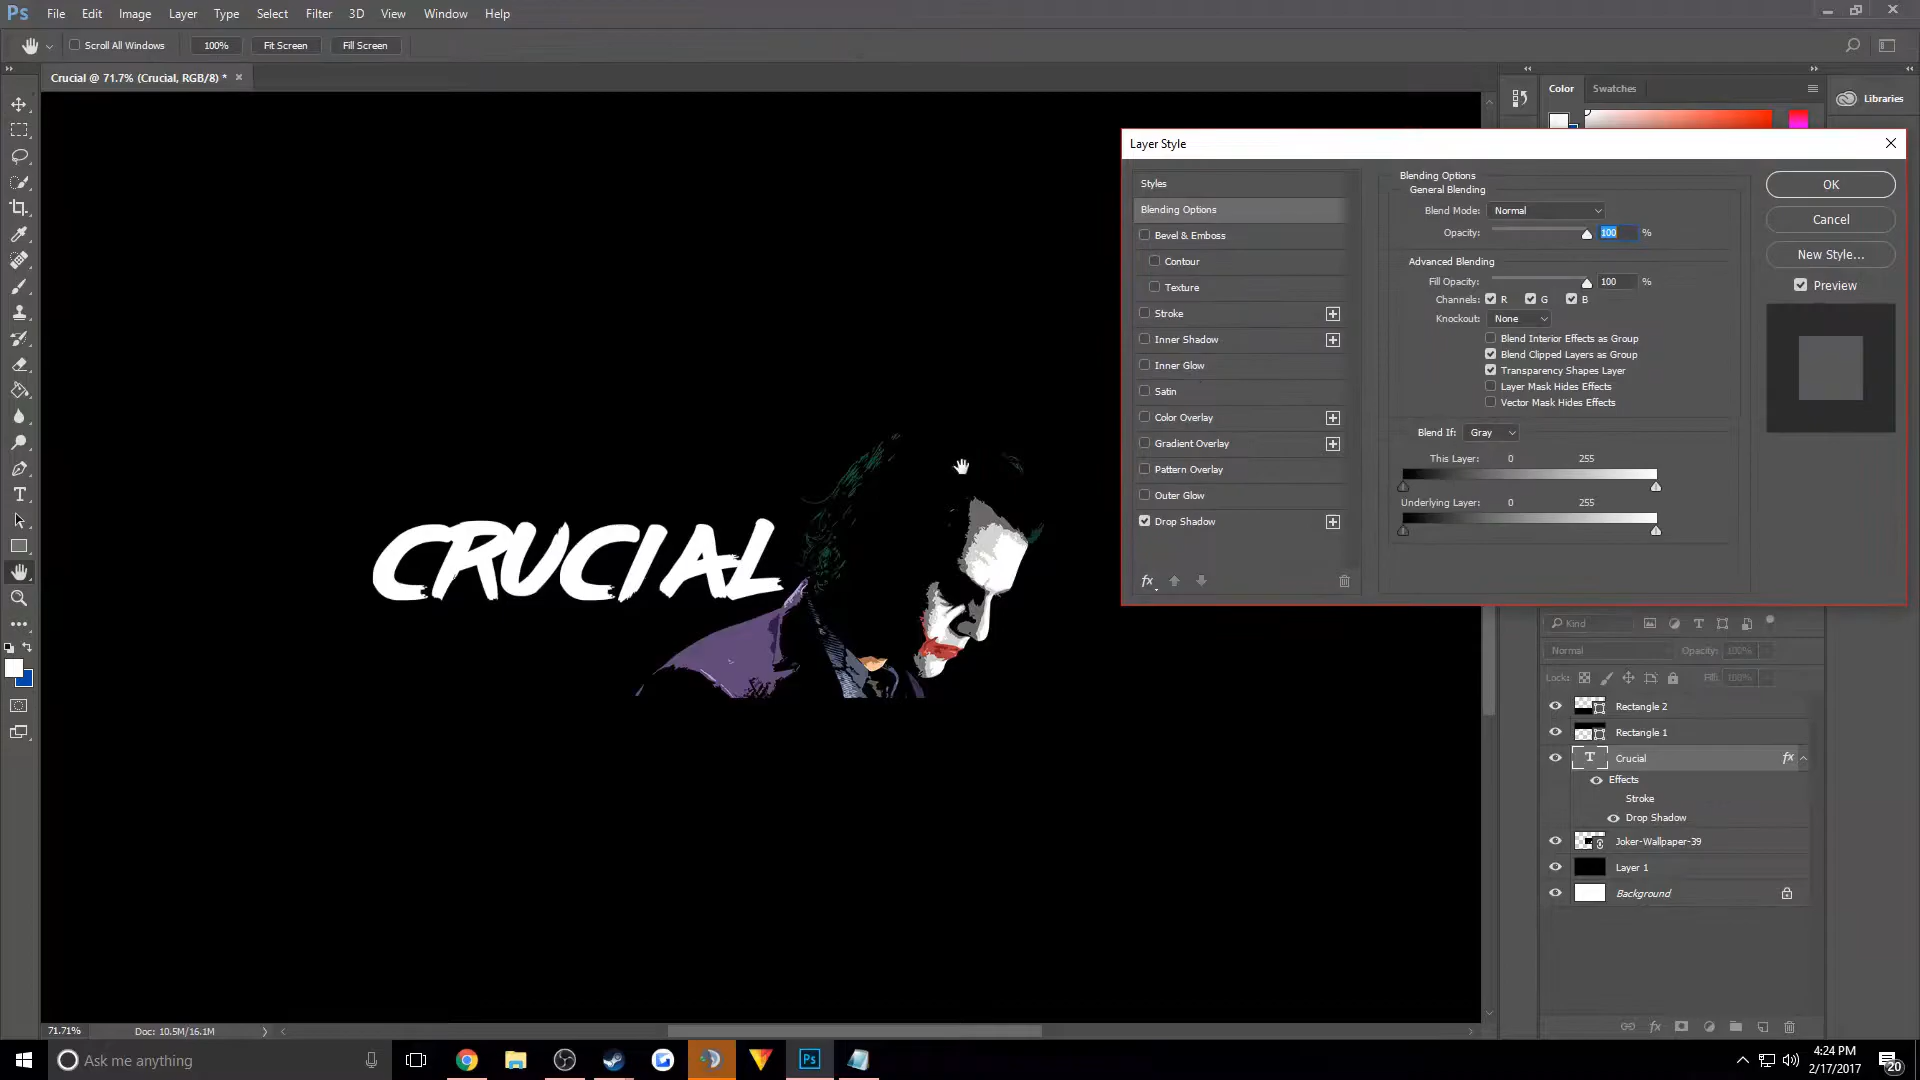 Ps File Edit Image Layer Type Select Filter 3D View Window Help
Scroll All Windows 100% Fit Screen Fill Screen
Crucial @ 71.7% (Crucial, RGB/8) * ×
Color Swatches
Libraries
Layer Style
Styles
Blending Options
Bevel & Emboss
Contour
Texture
Stroke
Inner Shadow
Inner Glow
Satin
Color Overlay
Gradient Overlay
Pattern Overlay
Outer Glow
Drop Shadow
fx
Blending Options
General Blending
Blend Mode: Normal
Opacity: 100 %
Advanced Blending
Fill Opacity: 100 %
Channels: R G B
Knockout: None
Blend Interior Effects as Group
Blend Clipped Layers as Group
Transparency Shapes Layer
Layer Mask Hides Effects
Vector Mask Hides Effects
Blend If: Gray
This Layer: 0 255
Underlying Layer: 0 255
OK
Cancel
New Style...
Preview
CRUCIAL
Kind
Normal Opacity: 100%
Lock: Fill: 100%
Rectangle 2
Rectangle 1
T Crucial fx
Effects
Stroke
Drop Shadow
Joker-Wallpaper-39
Layer 1
Background
fx
71.71% Doc: 10.5M/16.1M
Ask me anything
Ps
4:24 PM
2/17/2017
20